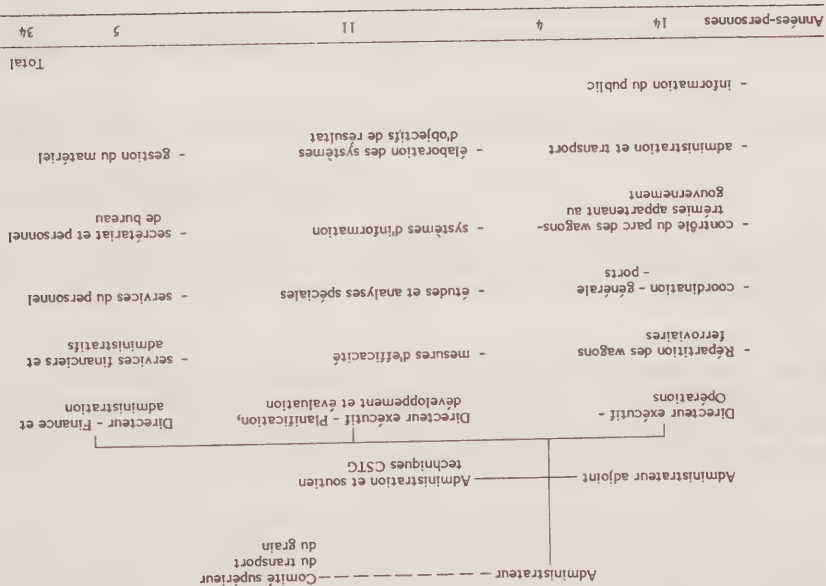 Administrateur
Comité supérieur
du transport
du grain
Administrateur adjoint
Administration et soutien
techniques CSTG
Directeur exécutif -
Opérations
- Répartition des wagons
ferroviaires
- coordination - générale
- ports
- contrôle du parc des wagons-
trémies appartenant au
gouvernement
- administration et transport
- information du public
Directeur exécutif - Planification,
développement et évaluation
- mesures d'efficacité
- études et analyses spéciales
- systèmes d'information
- élaboration des systèmes
d'objectifs de résultat
Directeur - Finance et
administration
- services financiers et
administratifs
- services du personnel
- secrétariat et personnel
de bureau
- gestion du matériel
Total
Années-personnes 14 4 11 5 34